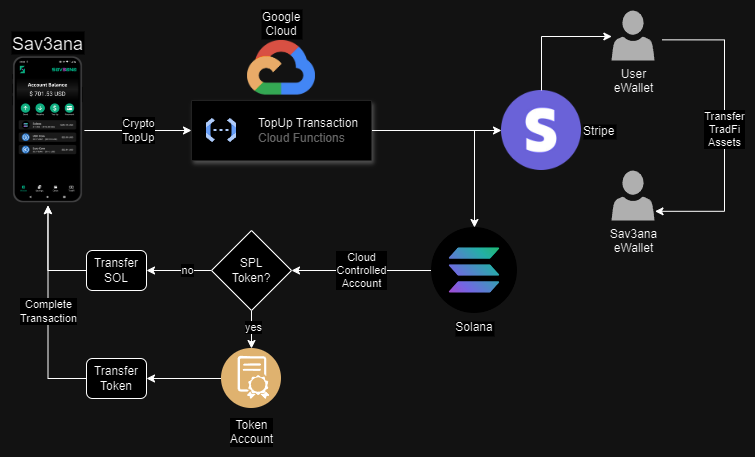 Google
Cloud
Sav3ana
SAV3ANA
Account Balance
$ 701.53 USD
Crypto
TopUp
TopUp Transaction
Cloud Functions
S
Stripe
User
eWallet
Transfer
TradFi
Assets
Sav3ana
eWallet
Transfer
SOL
no
SPL
Token?
Cloud
Controlled
Account
Solana
Complete
Transaction
yes
Transfer
Token
Token
Account